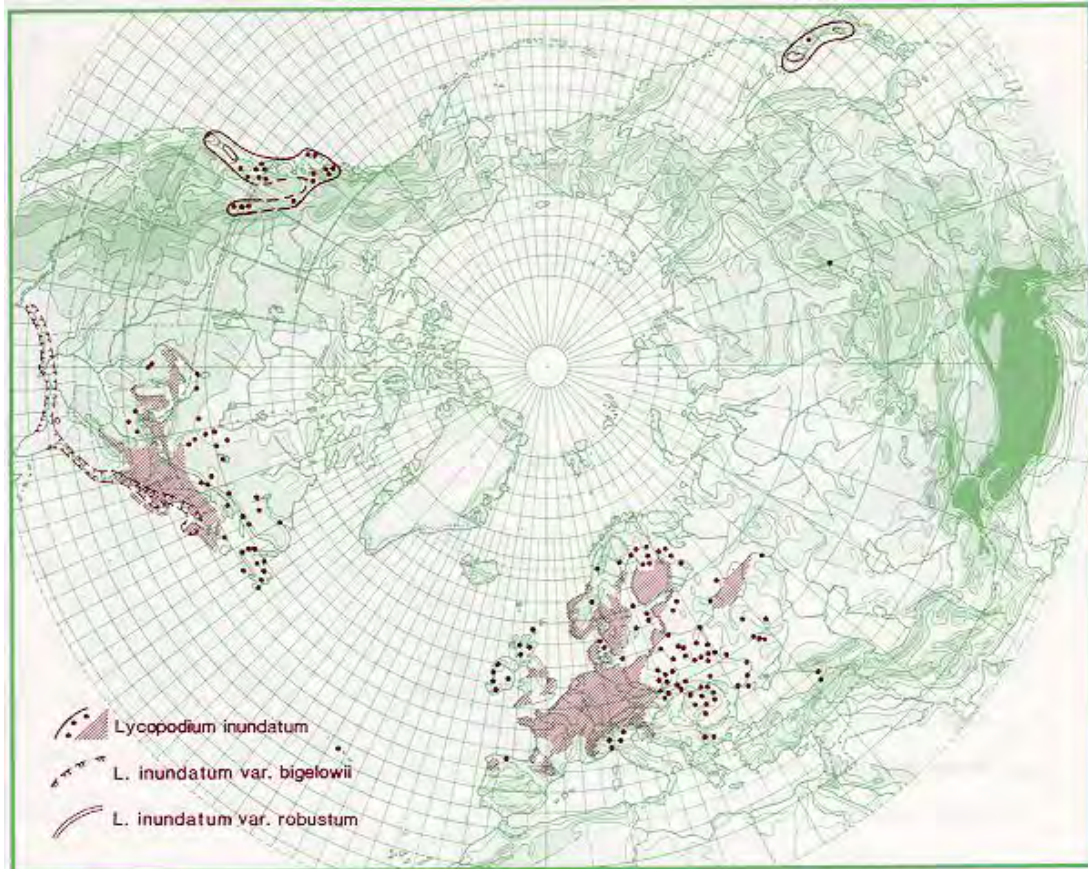 Lycopodium inundatum
L. inundatum var. bigelowii
L. inundatum var. robustum